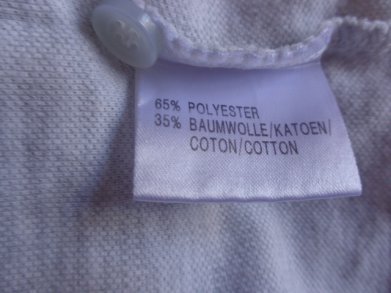 65% POLYESTER
35% BAUMWOLLE/KATOEN/
COTON/COTTON